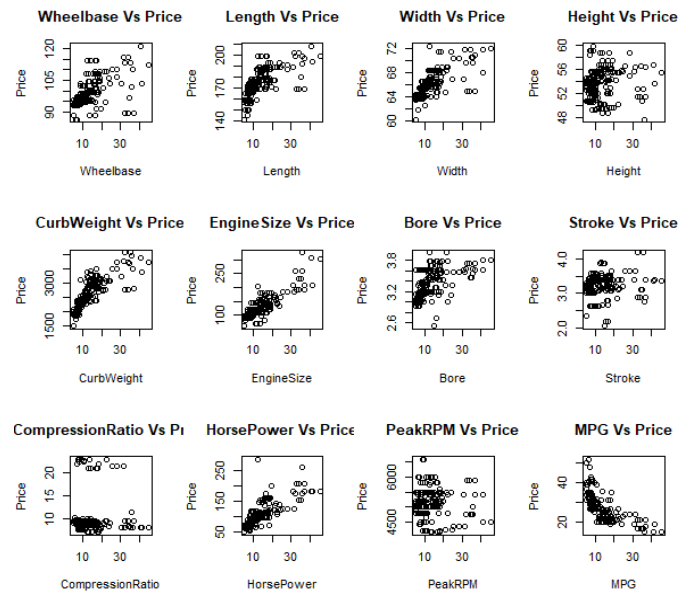 Wheelbase Vs Price
Price
120
105
90
10 30
Wheelbase
Length Vs Price
Price
200
170
140
10 30
Length
Width Vs Price
Price
72
68
64
60
10 30
Width
Height Vs Price
Price
60
56
52
48
10 30
Height
CurbWeight Vs Price
Price
3000
1500
10 30
CurbWeight
EngineSize Vs Price
Price
250
100
10 30
EngineSize
Bore Vs Price
Price
3.8
3.2
2.6
10 30
Bore
Stroke Vs Price
Price
4.0
3.0
2.0
10 30
Stroke
CompressionRatio Vs
Price
20
10
10 30
CompressionRatio
HorsePower Vs Price
Price
250
150
50
10 30
HorsePower
PeakRPM Vs Price
Price
6000
4500
10 30
PeakRPM
MPG Vs Price
Price
40
20
10 30
MPG